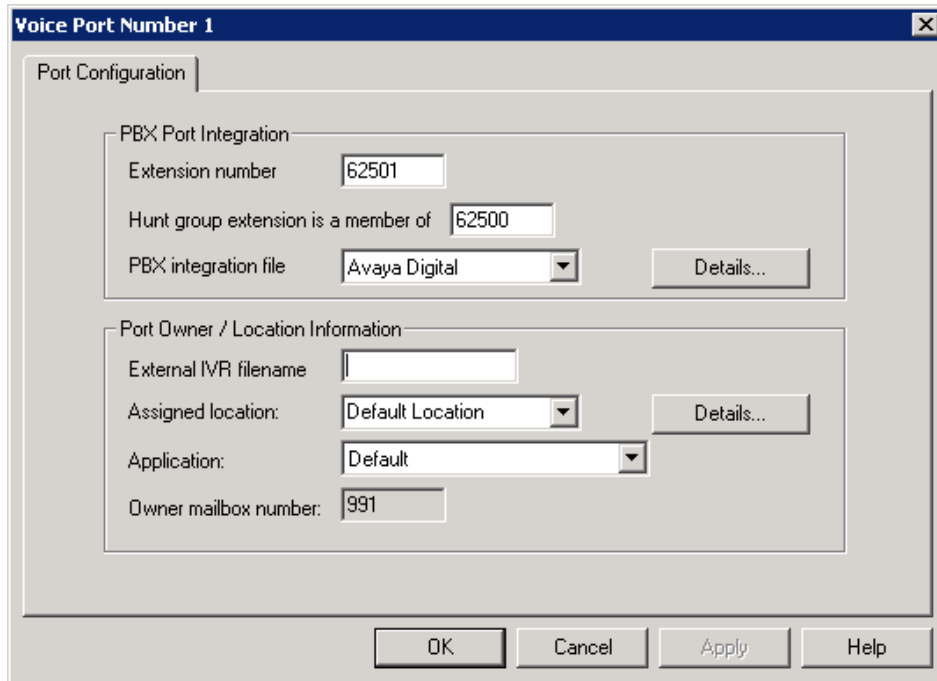 Voice Port Number 1
Port Configuration
PBX Port Integration
Extension number 62501
Hunt group extension is a member of 62500
PBX integration file Avaya Digital Details...
Port Owner / Location Information
External IVR filename
Assigned location: Default Location Details...
Application: Default
Owner mailbox number: 991
OK Cancel Apply Help